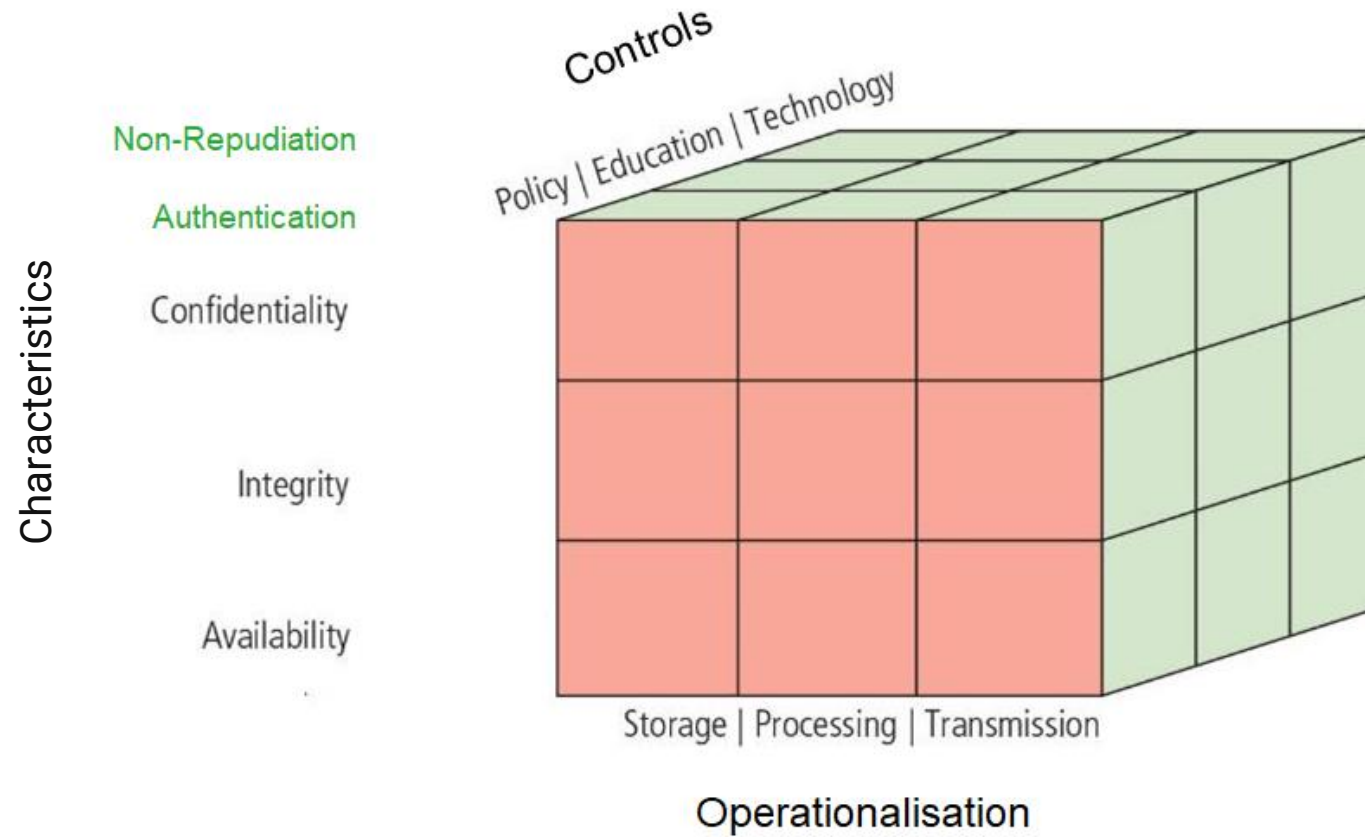 Controls
Policy | Education | Technology
Non-Repudiation
Authentication
Characteristics
Confidentiality
Integrity
Availability
Storage | Processing | Transmission
Operationalisation